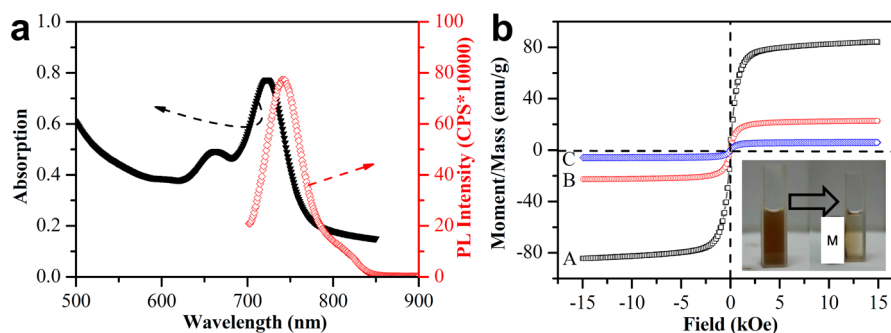 a
1.0
0.8
0.6
0.4
0.2
0.0
Absorption
500
600
700
800
900
Wavelength (nm)
100
80
60
40
20
0
PL Intensity (CPS*10000)
b
80
40
0
-40
-80
Moment/Mass (emu/g)
C
B
A
M
-15
-10
-5
0
5
10
15
Field (kOe)